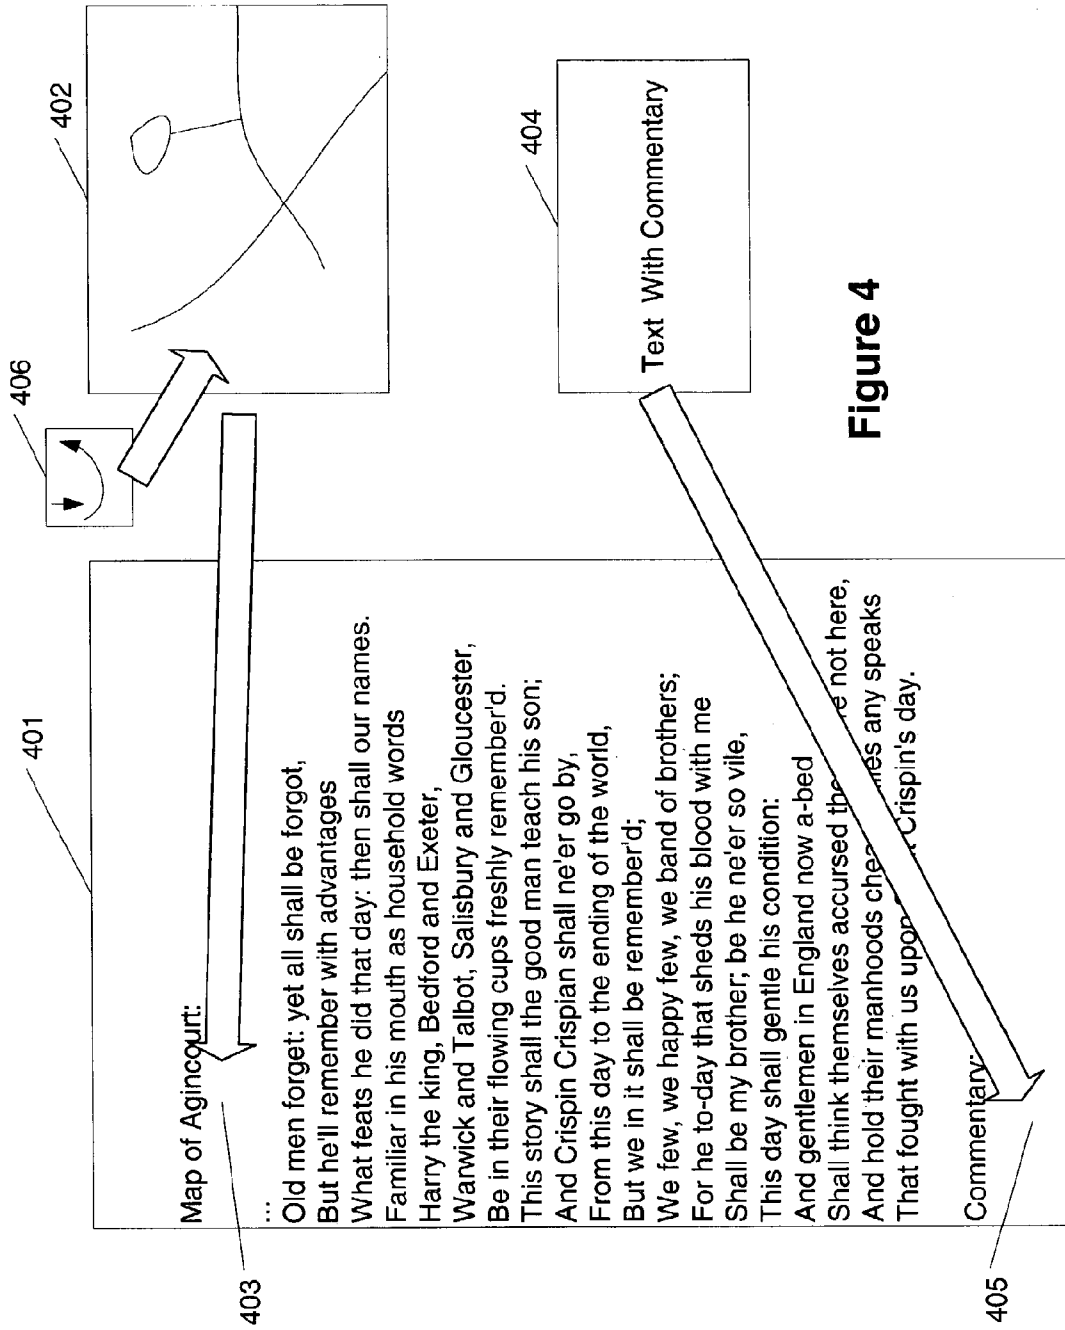 401
Map of Agincourt:
...
Old men forget: yet all shall be forgot,
But he'll remember with advantages
What feats he did that day: then shall our names.
Familiar in his mouth as household words
Harry the king, Bedford and Exeter,
Warwick and Talbot, Salisbury and Gloucester,
Be in their flowing cups freshly remember'd.
This story shall the good man teach his son;
And Crispin Crispian shall ne'er go by,
From this day to the ending of the world,
But we in it shall be remember'd;
We few, we happy few, we band of brothers;
For he to-day that sheds his blood with me
Shall be my brother; be he ne'er so vile,
This day shall gentle his condition:
And gentlemen in England now a-bed
Shall think themselves accursed not here,
And hold their manhoods any speaks
That fought with us upon Crispin's day.
Commentary:
403
405
406
402
404
Text With Commentary
Figure 4